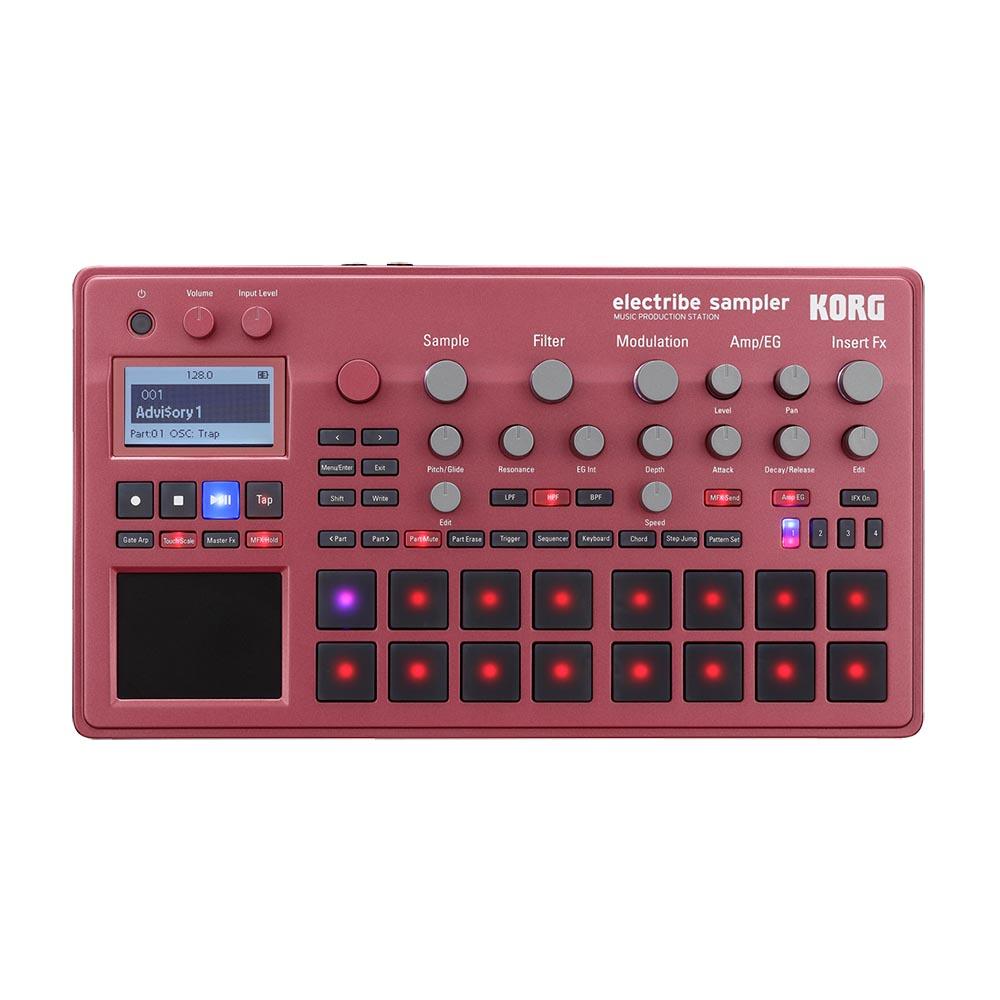 Volume
Input Level
electribe sampler
MUSIC PRODUCTION STATION
KORG
Sample
Filter
Modulation
Amp/EG
Insert Fx
128.0
001
Advi$ory1
Part:01 OSC: Trap
Level
Pan
<
>
Pitch/Glide
Resonance
EG Int
Depth
Attack
Decay/Release
Edit
Menu/Enter
Exit
Shift
Write
Edit
LPF
HPF
BPF
Speed
MFX Send
Amp EG
IFX On
Tap
Gate Arp
TouchScale
Master Fx
MFX Hold
<Part
Part>
Part Mute
Part Erase
Trigger
Sequencer
Keyboard
Chord
Step Jump
Pattern Set
1
2
3
4